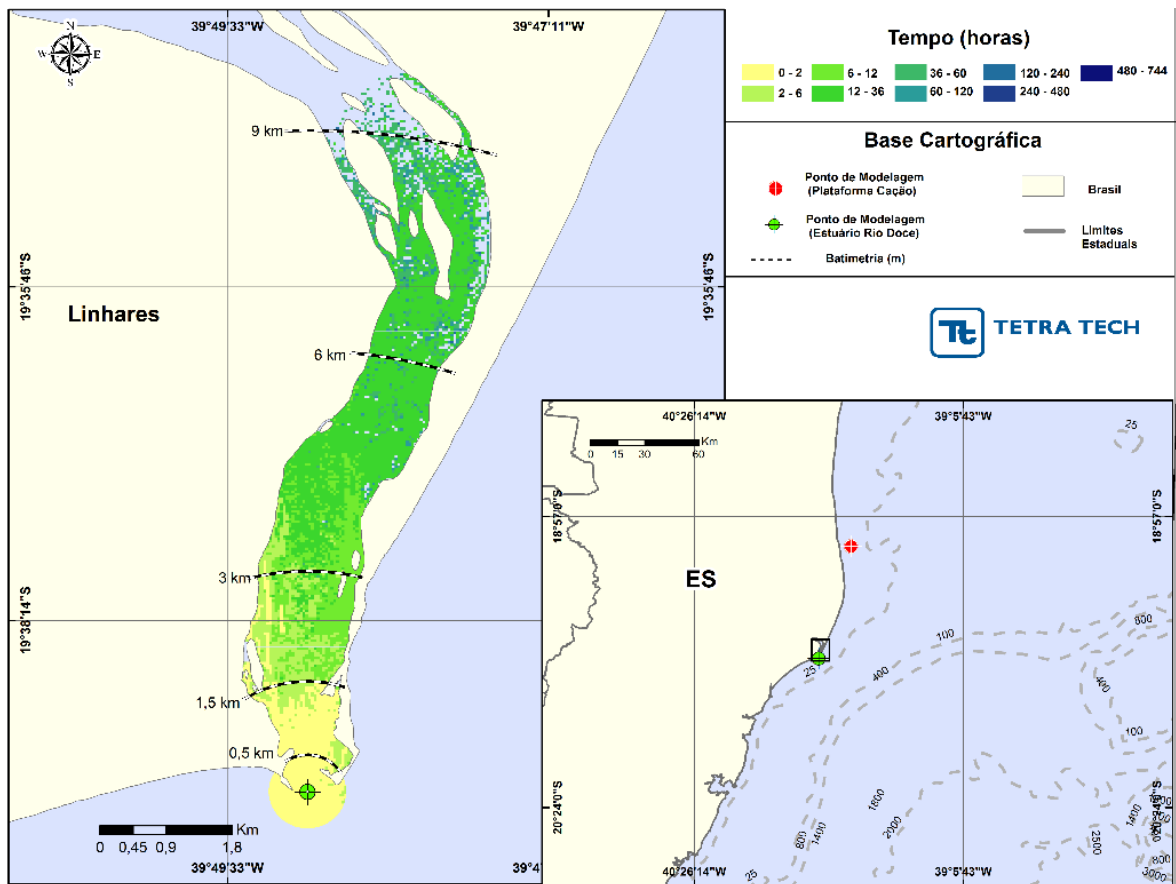 39°49'33"W
39°47'11"W
N
W
E
S
9 km
19°35'46"S
19°35'46"S
Linhares
6 km
3 km
19°38'14"S
1,5 km
0,5 km
Km
0 0,45 0,9 1,8
39°49'33"W
Tempo (horas)
0 - 2
6 - 12
36 - 60
120 - 240
480 - 744
2 - 6
12 - 36
60 - 120
240 - 480
Base Cartográfica
Ponto de Modelagem
(Plataforma Cação)
Brasil
Ponto de Modelagem
(Estuário Rio Doce)
Limites
Estaduais
Batimetria (m)
Tt
TETRA TECH
40°26'14"W
39°5'43"W
Km
0 15 30 60
25
18°57'0"S
18°57'0"S
ES
100
800
400
25
400
100
1800
1400
800
2000
2500
1400
800
3000
25
20°24'0"S
40°26'14"W
39°5'43"W